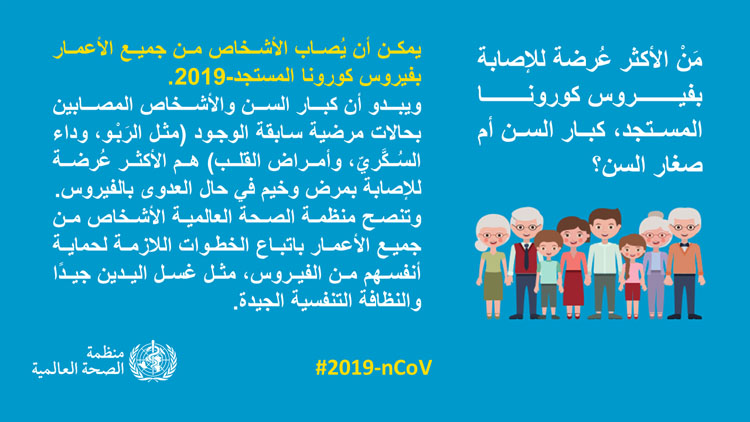 مَنْ الأكثر عُرضة للإصابة
بفيروس كورونا
المستجد، كبار السن أم
صغار السن؟
يمكن أن يُصاب الأشخاص من جميع الأعمار
بفيروس كورونا المستجد-2019.
ويبدو أن كبار السن والأشخاص المصابين
بحالات مرضية سابقة الوجود (مثل الرَبْو، وداء
السُكَّريّ، وأمراض القلب) هم الأكثر عُرضة
للإصابة بمرض وخيم في حال العدوى بالفيروس.
وتنصح منظمة الصحة العالمية الأشخاص من
جميع الأعمار باتباع الخطوات اللازمة لحماية
أنفسهم من الفيروس، مثل غسل اليدين جيدًا
والنظافة التنفسية الجيدة.
#2019-nCoV
منظمة
الصحة العالمية